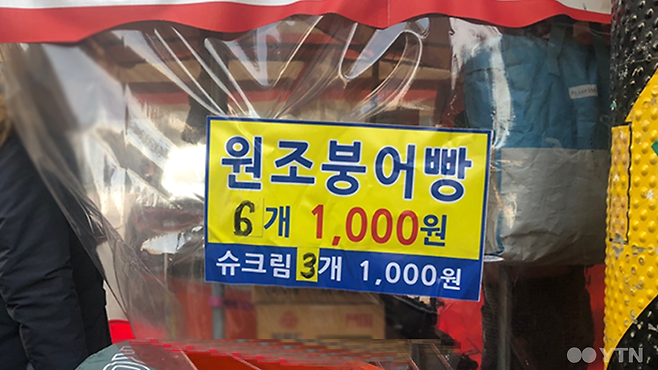 원조붕어빵
6개 1,000원
슈크림 3개 1,000원
YTN